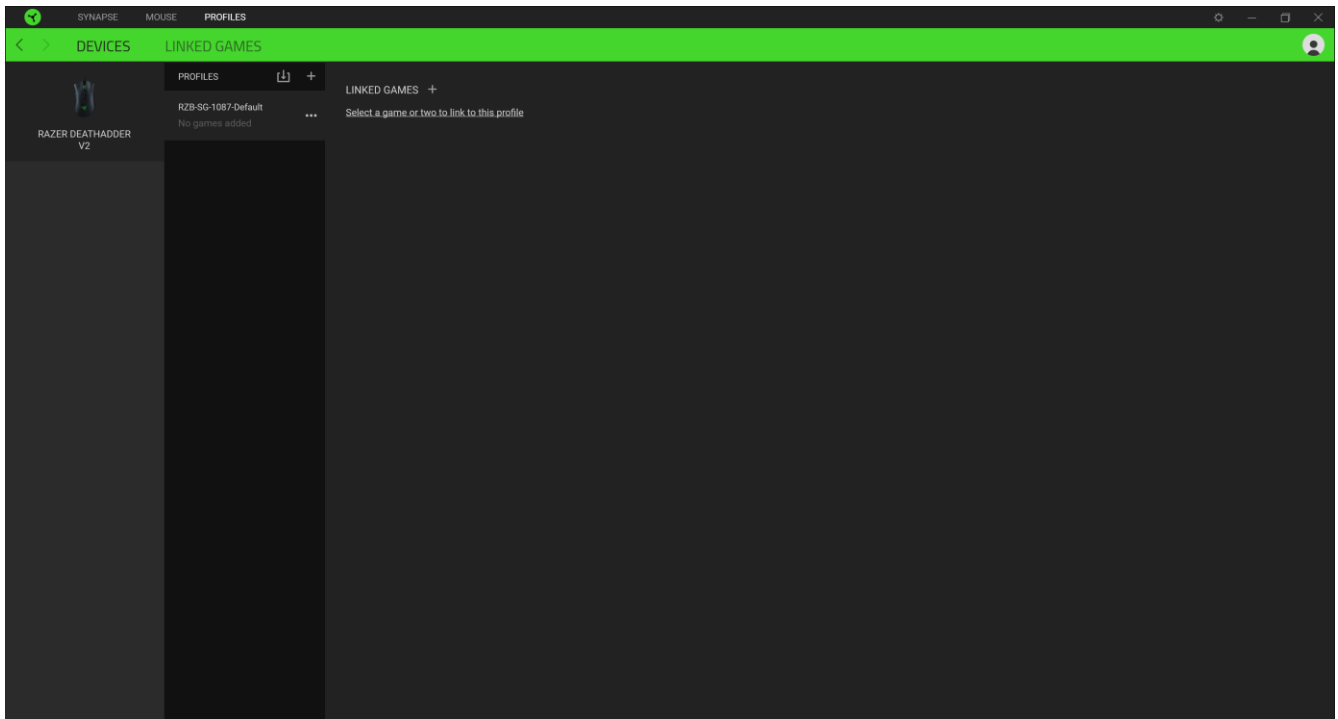 SYNAPSE MOUSE PROFILES
DEVICES LINKED GAMES
RAZER DEATHADDER
V2
PROFILES
RZB-SG-1087-Default
No games added
LINKED GAMES
Select a game or two to link to this profile